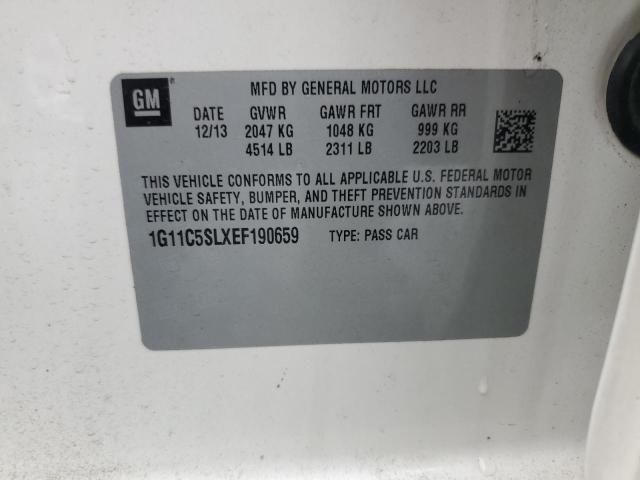 GM
MFD BY GENERAL MOTORS LLC
DATE GVWR GAWR FRT GAWR RR
12/13 2047 KG 1048 KG 999 KG
4514 LB 2311 LB 2203 LB
THIS VEHICLE CONFORMS TO ALL APPLICABLE U.S. FEDERAL MOTOR
VEHICLE SAFETY, BUMPER, AND THEFT PREVENTION STANDARDS IN
EFFECT ON THE DATE OF MANUFACTURE SHOWN ABOVE.
1G11C5SLXEF190659 TYPE: PASS CAR